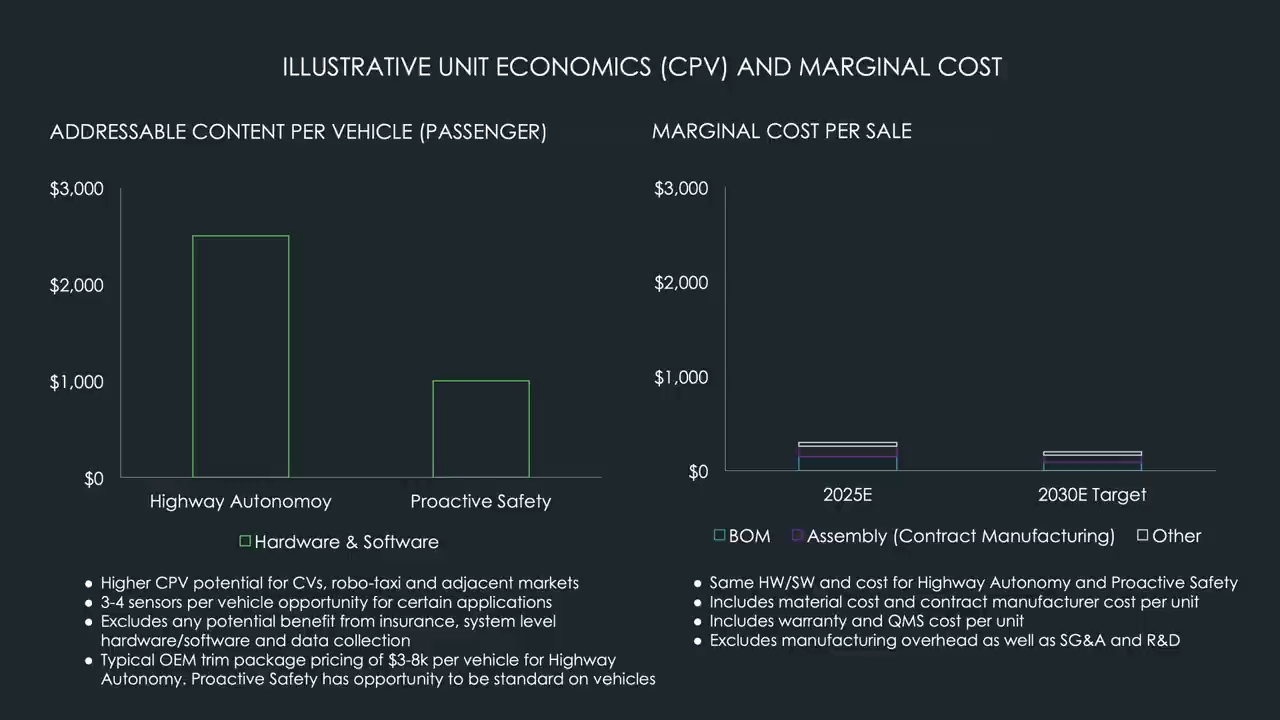 ILLUSTRATIVE UNIT ECONOMICS (CPV) AND MARGINAL COST
ADDRESSABLE CONTENT PER VEHICLE (PASSENGER)
$3,000
$2,000
$1,000
$0
Highway Autonomoy
Proactive Safety
Hardware & Software
● Higher CPV potential for CVs, robo-taxi and adjacent markets
● 3-4 sensors per vehicle opportunity for certain applications
● Excludes any potential benefit from insurance, system level
hardware/software and data collection
● Typical OEM trim package pricing of $3-8k per vehicle for Highway
Autonomy. Proactive Safety has opportunity to be standard on vehicles
MARGINAL COST PER SALE
$3,000
$2,000
$1,000
$0
2025E
2030E Target
BOM
Assembly (Contract Manufacturing)
Other
● Same HW/SW and cost for Highway Autonomy and Proactive Safety
● Includes material cost and contract manufacturer cost per unit
● Includes warranty and QMS cost per unit
● Excludes manufacturing overhead as well as SG&A and R&D